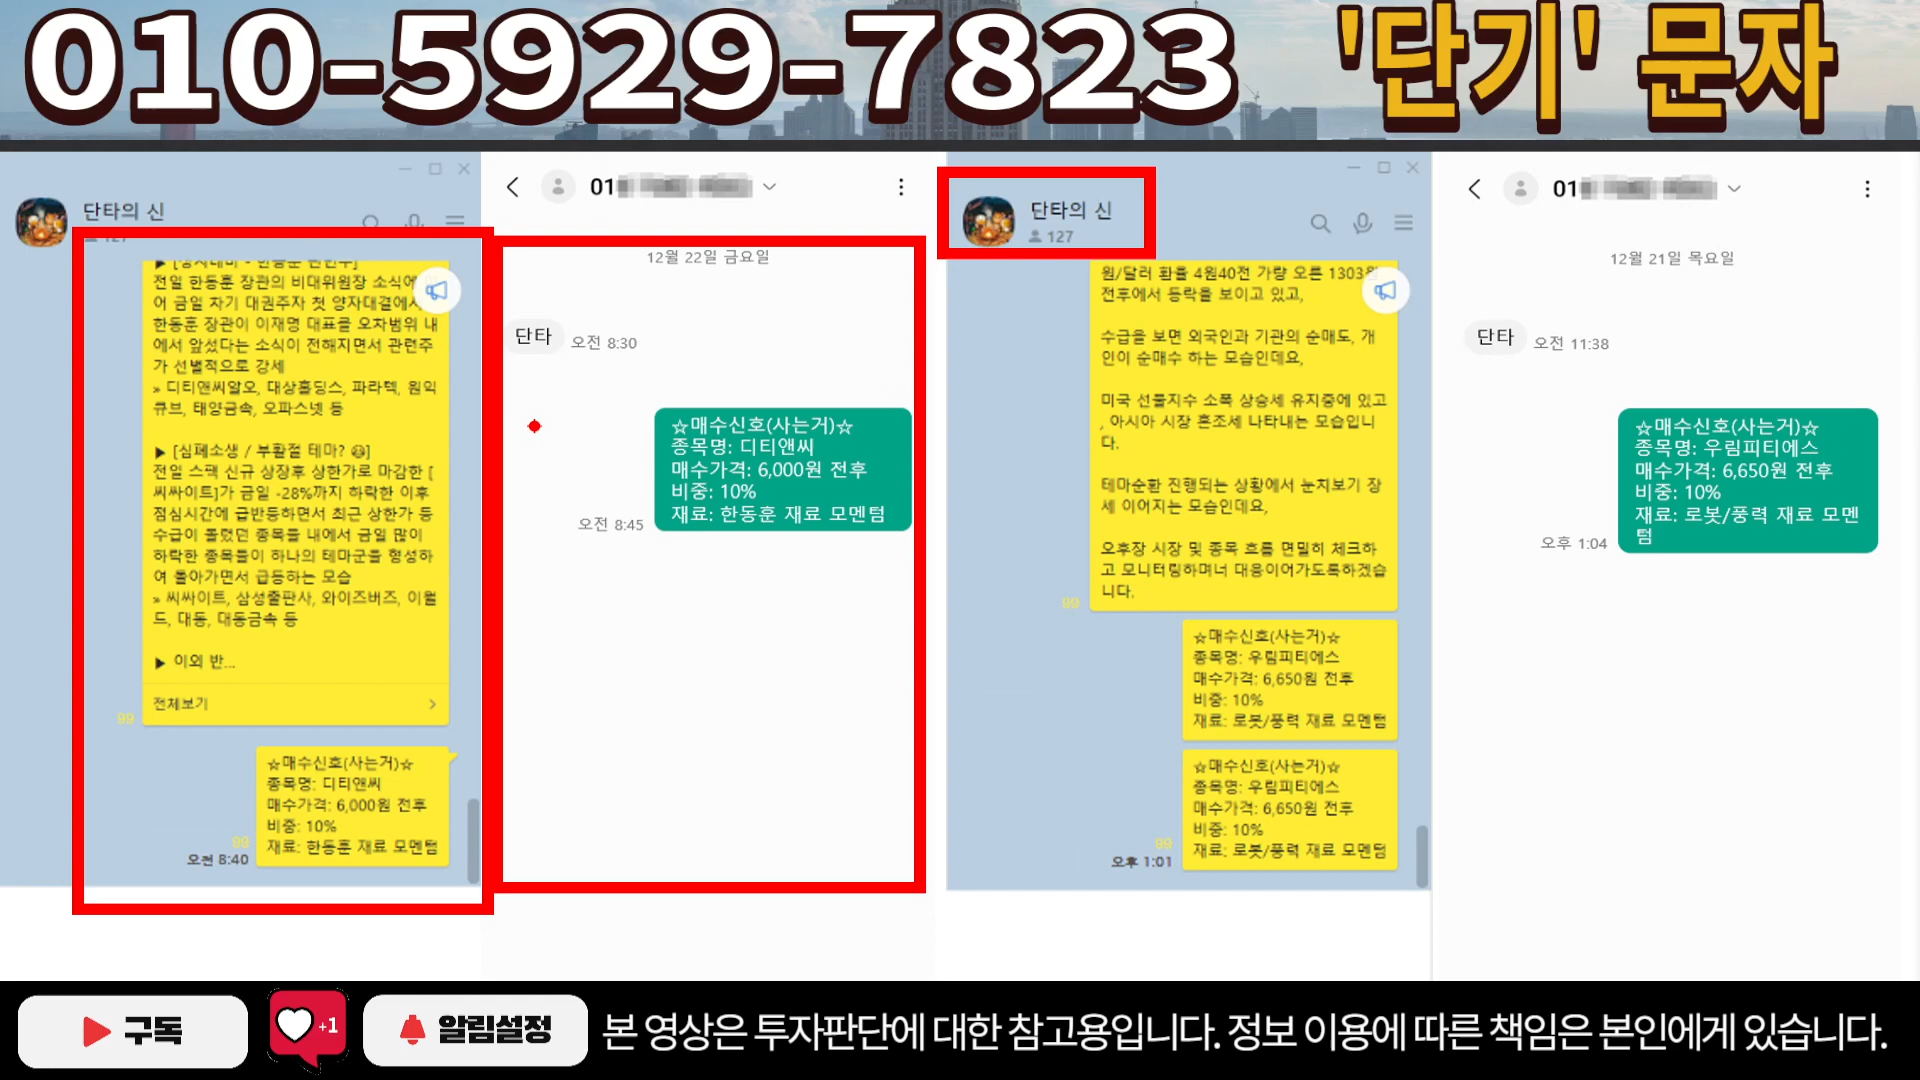 010-5929-7823 '단기' 문자
단타의 신
127
전일 한동훈 장관의 비대위원장 소식에
어 금일 차기 대권주자 첫 양자대결에서
한동훈 장관이 이재명 대표를 오차범위 내
에서 앞섰다는 소식이 전해지면서 관련주
가 선별적으로 강세
» 디티앤씨알오, 대상홀딩스, 파라텍, 원익
큐브, 태양금속, 오파스넷 등
▶ [심폐소생 / 부활절 테마? ]
전일 스팩 신규 상장후 상한가로 마감한 [
씨싸이트]가 금일 -28%까지 하락한 이후
점심시간에 급반등하면서 최근 상한가 등
수급이 몰렸던 종목들 내에서 금일 많이
하락한 종목들이 하나의 테마군을 형성하
여 돌아가면서 급등하는 모습
» 씨싸이트, 삼성출판사, 와이즈버즈, 이월
드, 대동, 대동금속 등
▶ 이외 반...
전체보기
99
☆매수신호(사는거)☆
종목명: 디티앤씨
매수가격: 6,000원 전후
비중: 10%
재료: 한동훈 재료 모멘텀
99
오전 8:40
01
12월 22일 금요일
단타
오전 8:30
☆매수신호(사는거)☆
종목명: 디티앤씨
매수가격: 6,000원 전후
비중: 10%
재료: 한동훈 재료 모멘텀
오전 8:45
단타의 신
127
원/달러 환율 4원40전 가량 오른 1303원
전후에서 등락을 보이고 있고,
수급을 보면 외국인과 기관의 순매도, 개
인이 순매수 하는 모습인데요,
미국 선물지수 소폭 상승세 유지중에 있고
, 아시아 시장 혼조세 나타내는 모습입니
다.
테마순환 진행되는 상황에서 눈치보기 장
세 이어지는 모습인데요,
오후장 시장 및 종목 흐름 면밀히 체크하
고 모니터링하며너 대응이어가도록하겠습
니다.
99
☆매수신호(사는거)☆
종목명: 우림피티에스
매수가격: 6,650원 전후
비중: 10%
재료: 로봇/풍력 재료 모멘텀
☆매수신호(사는거)☆
종목명: 우림피티에스
매수가격: 6,650원 전후
비중: 10%
재료: 로봇/풍력 재료 모멘텀
99
오후 1:01
01
12월 21일 목요일
단타
오전 11:38
☆매수신호(사는거)☆
종목명: 우림피티에스
매수가격: 6,650원 전후
비중: 10%
재료: 로봇/풍력 재료 모멘
텀
오후 1:04
구독
+1
알림설정
본 영상은 투자판단에 대한 참고용입니다. 정보 이용에 따른 책임은 본인에게 있습니다.